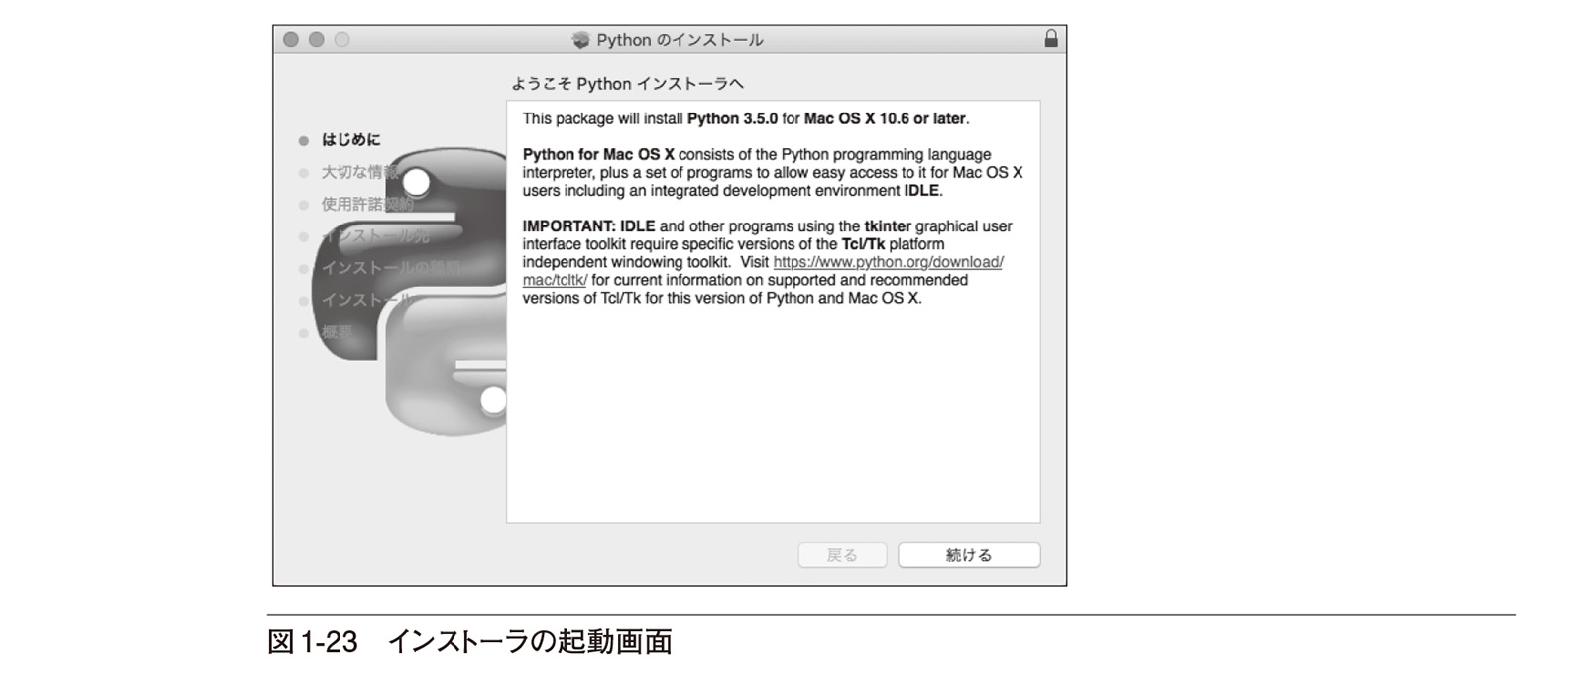 Python のインストール
ようこそ Python インストーラへ
はじめに
大切な情報
使用許諾契約
インストール先
インストールの種類
インストール
概要
This package will install Python 3.5.0 for Mac OS X 10.6 or later.
Python for Mac OS X consists of the Python programming language
interpreter, plus a set of programs to allow easy access to it for Mac OS X
users including an integrated development environment IDLE.
IMPORTANT: IDLE and other programs using the tkinter graphical user
interface toolkit require specific versions of the Tcl/Tk platform
independent windowing toolkit. Visit https://www.python.org/download/
mac/tcltk/ for current information on supported and recommended
versions of Tcl/Tk for this version of Python and Mac OS X.
戻る
続ける
図1-23 インストーラの起動画面